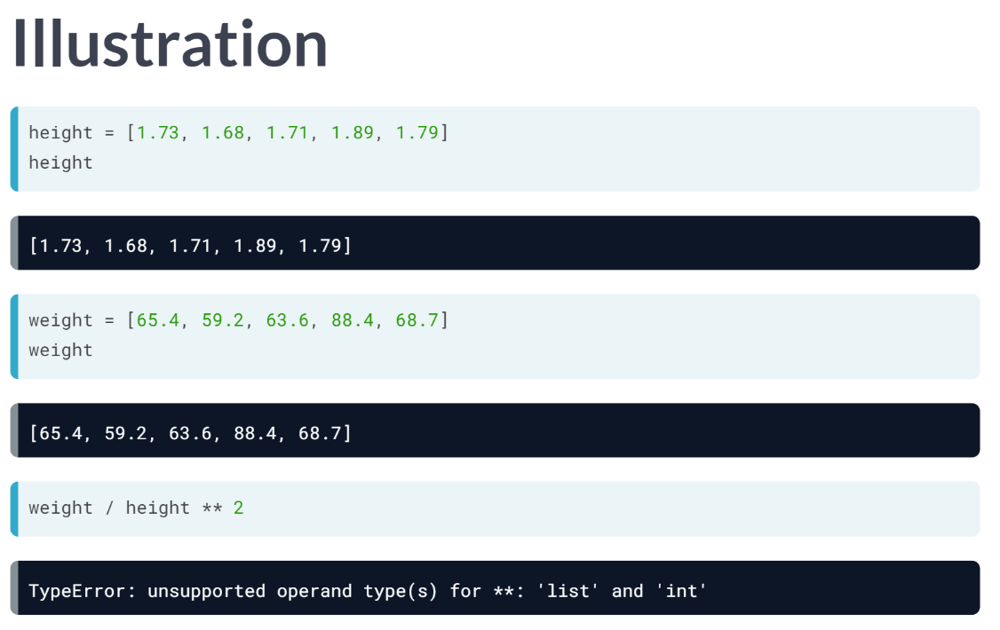 Illustration
height = [1.73, 1.68, 1.71, 1.89, 1.79]
height
[1.73, 1.68, 1.71, 1.89, 1.79]
weight = [65.4, 59.2, 63.6, 88.4, 68.7]
weight
[65.4, 59.2, 63.6, 88.4, 68.7]
weight / height ** 2
TypeError: unsupported operand type(s) for **: 'list' and 'int'